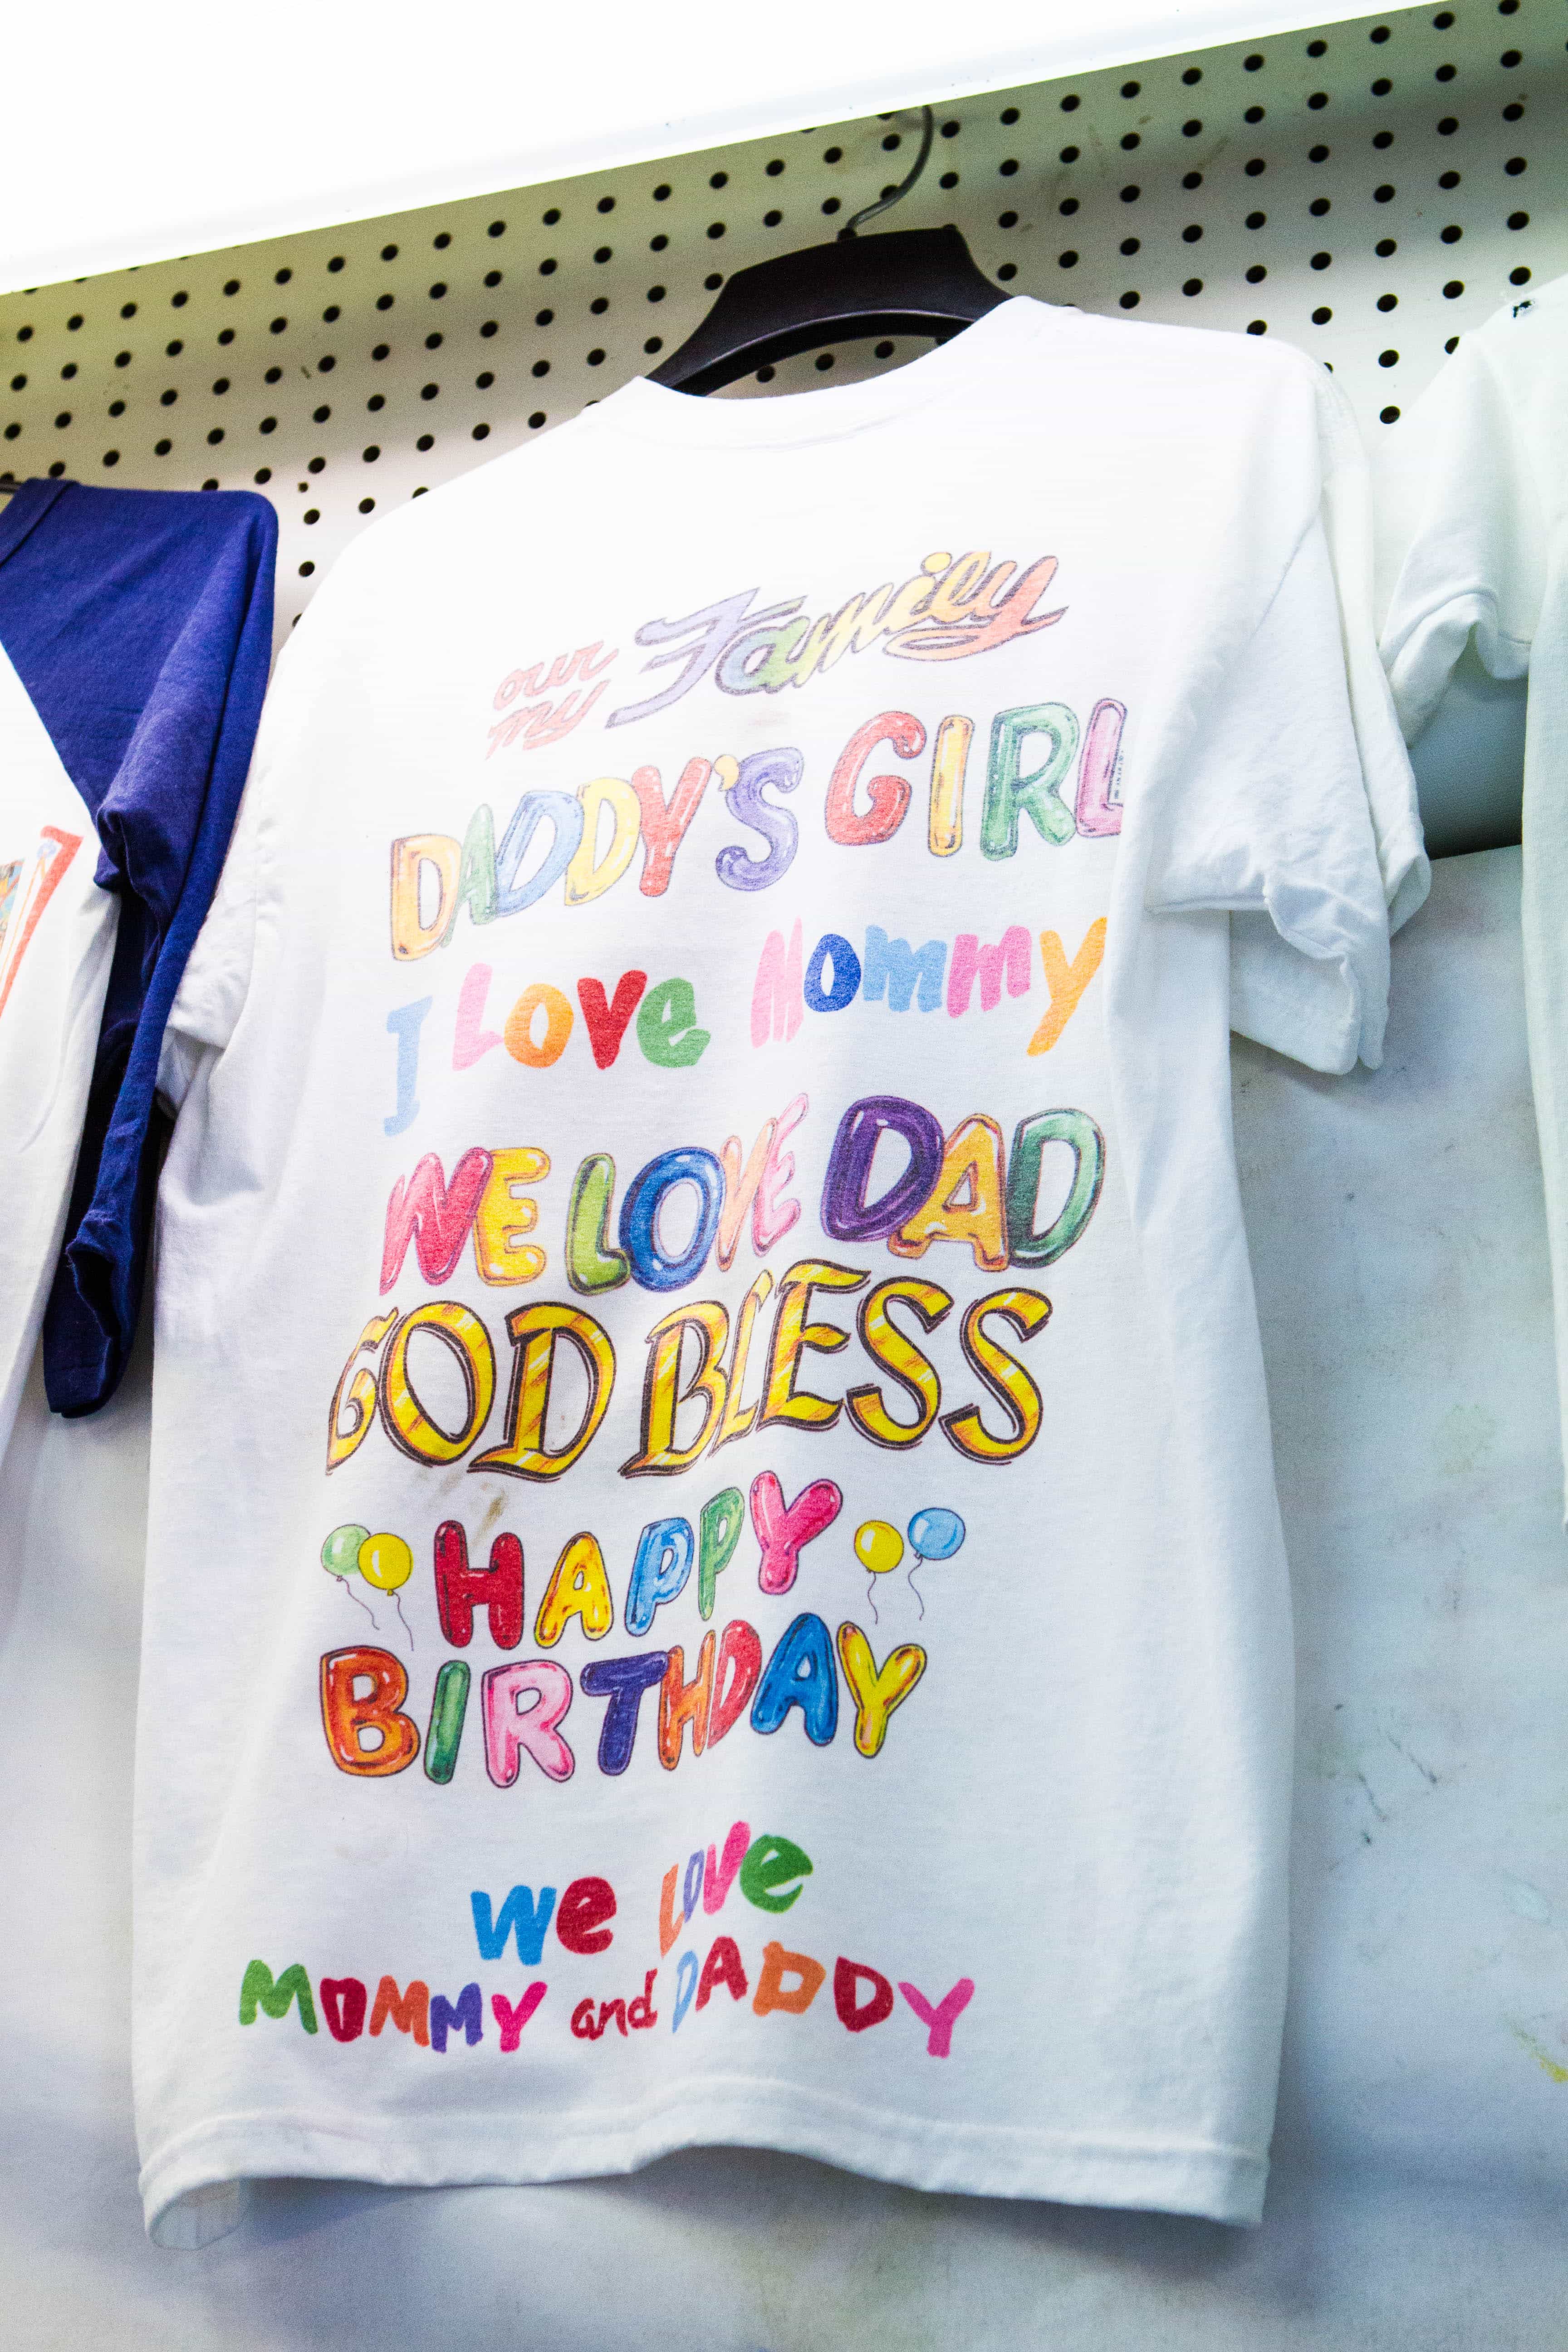 our
my Family
DADDY'S GIRL
I Love Mommy
WE LOVE DAD
GOD BLESS
HAPPY
BIRTHDAY
We Love
MOMMY and DADDY